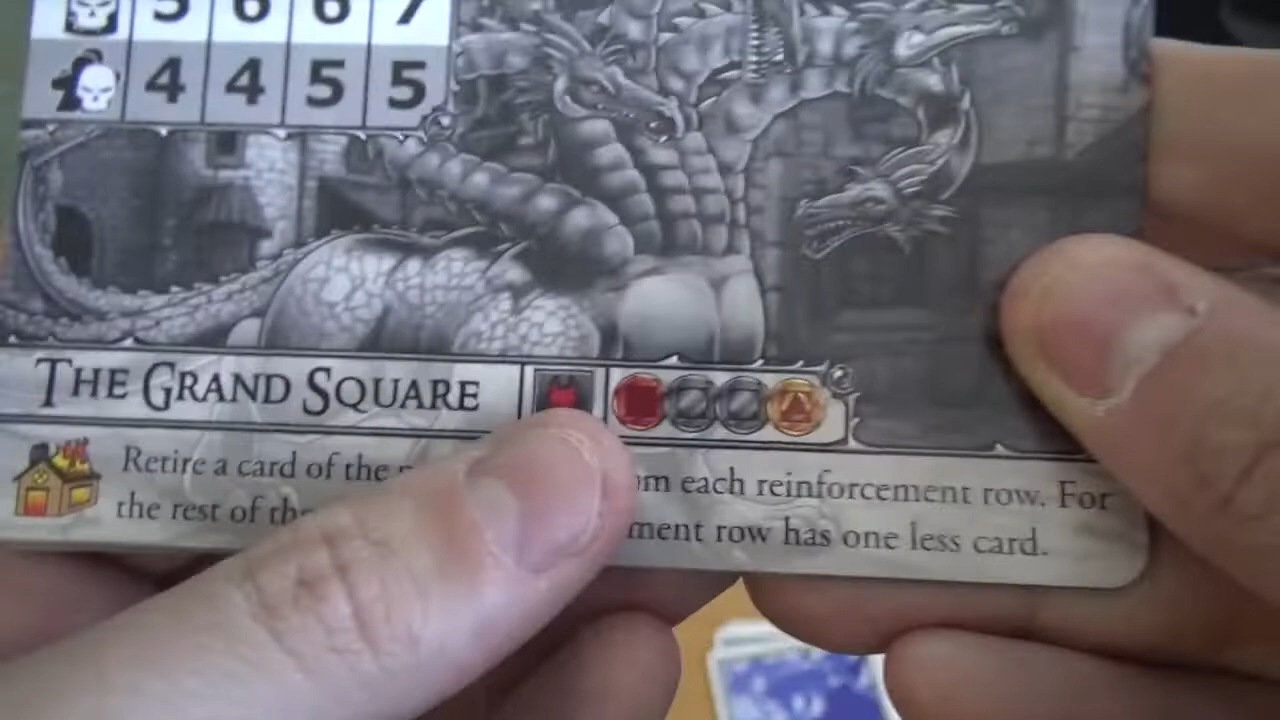 5 6 6 7
4 4 5 5
THE GRAND SQUARE
Retire a card of the om each reinforcement row. For
the rest of th ment row has one less card.